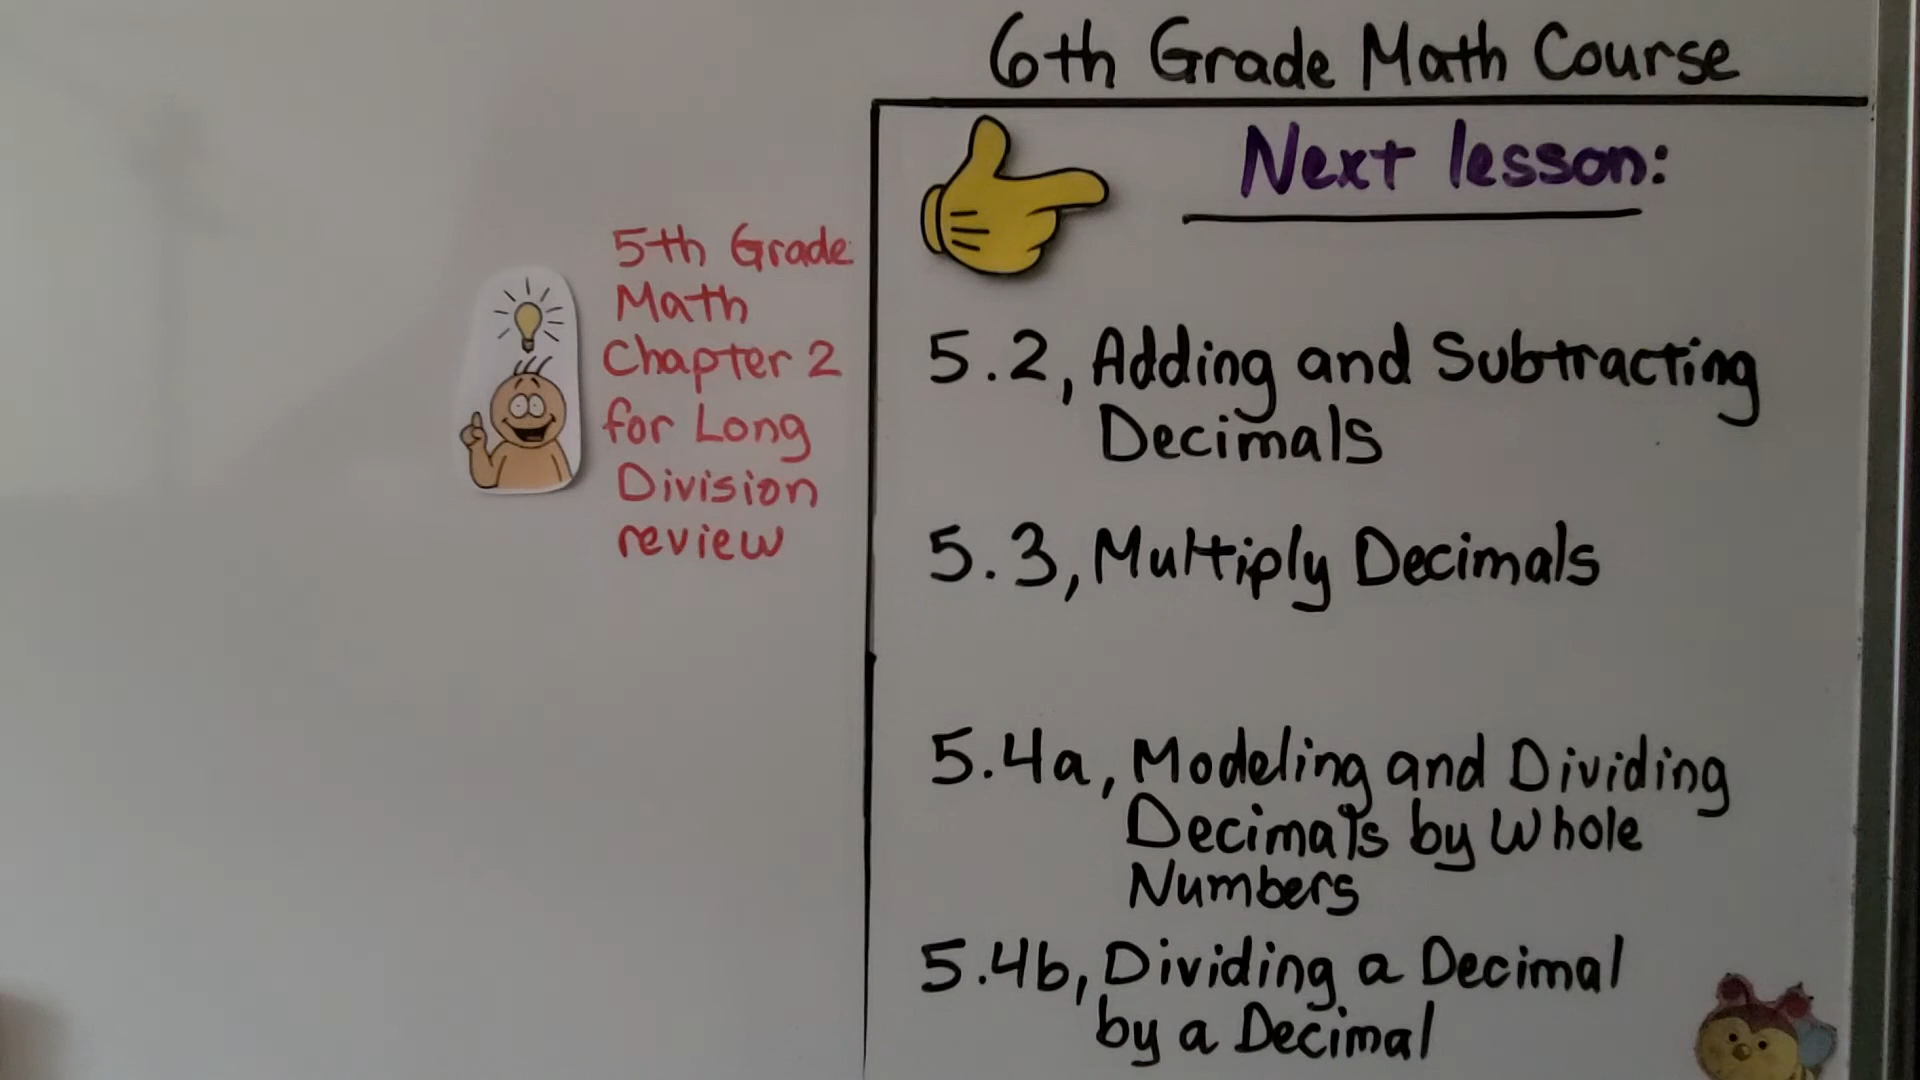 6th Grade Math Course
Next lesson:
5th Grade
Math
Chapter 2
for Long
Division
review
5.2, Adding and Subtracting
Decimals
5.3, Multiply Decimals
5.4a, Modeling and Dividing
Decimals by Whole
Numbers
5.4b, Dividing a Decimal
by a Decimal